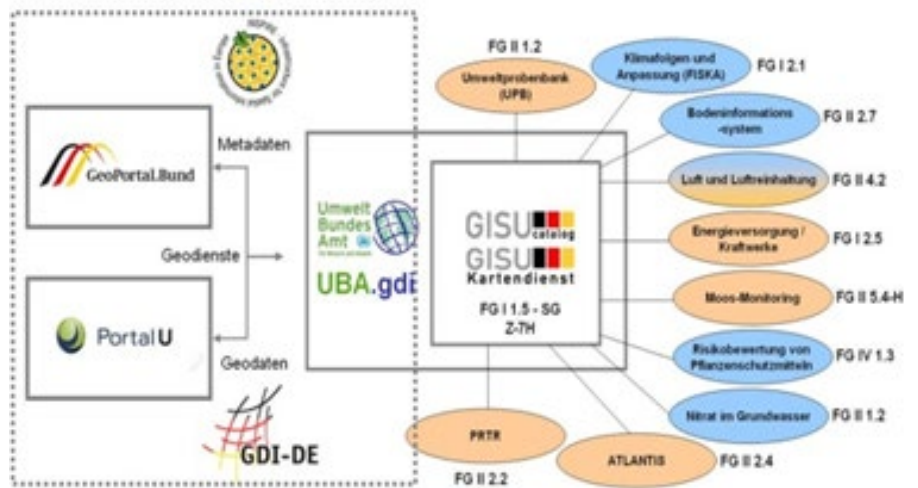 INSPIRE
FG II 1.2
Umweltprobenbank
(UPB)
Klimafolgen und
Anpassung (FISKA)
FG I 2.1
Bodeninformations
-system
FG II 2.7
Luft und Luftreinhaltung
FG II 4.2
Energieversorgung /
Kraftwerke
FG I 2.5
Moos-Monitoring
FG II 5.4-H
Risikobewertung von
Pflanzenschutzmitteln
FG IV 1.3
Nitrat im Grundwasser
FG II 1.2
ATLANTIS
FG II 2.4
PRTR
FG II 2.2
Metadaten
GeoPortal.Bund
Geodienste
Portal U
Geodaten
GDI-DE
Umwelt
Bundes
Amt
UBA.gdi
GISU
catalog
GISU
Kartendienst
FG I 1.5 - SG
Z-7H